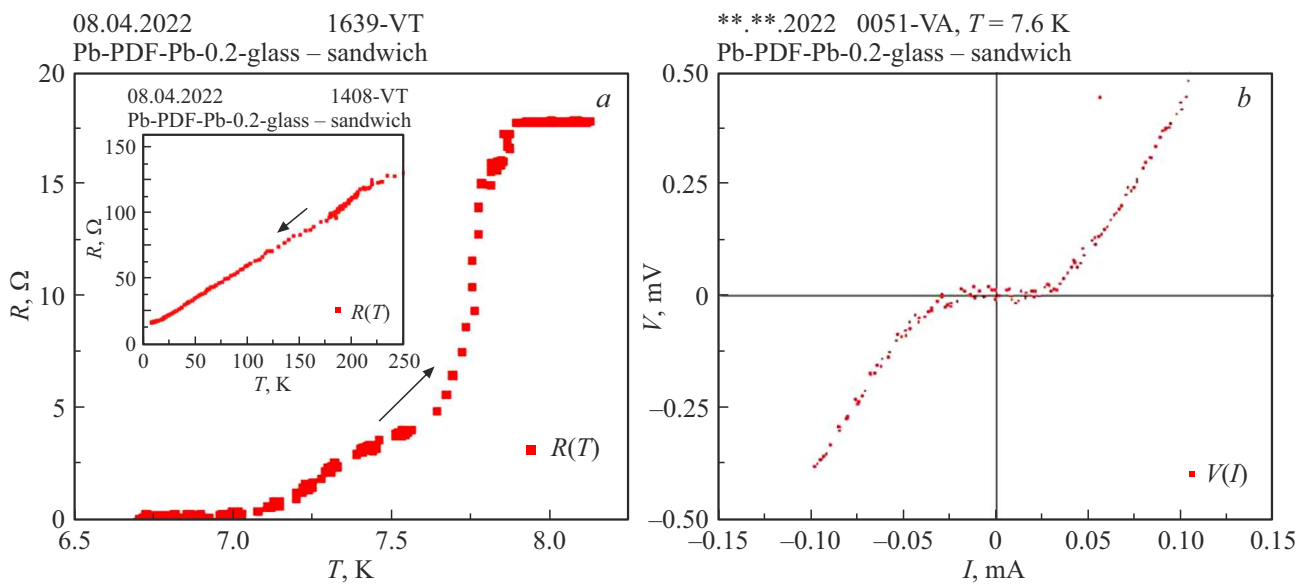 08.04.2022 1639-VT
Pb-PDF-Pb-0.2-glass – sandwich
a
20
15
10
5
0
R, Ω
6.5 7.0 7.5 8.0
T, K
R(T)
08.04.2022 1408-VT
Pb-PDF-Pb-0.2-glass – sandwich
150
100
50
0
R, Ω
0 50 100 150 200 250
T, K
R(T)
**.**.2022 0051-VA, T = 7.6 K
Pb-PDF-Pb-0.2-glass – sandwich
b
0.50
0.25
0
–0.25
–0.50
V, mV
–0.15 –0.10 –0.05 0 0.05 0.10 0.15
I, mA
V(I)